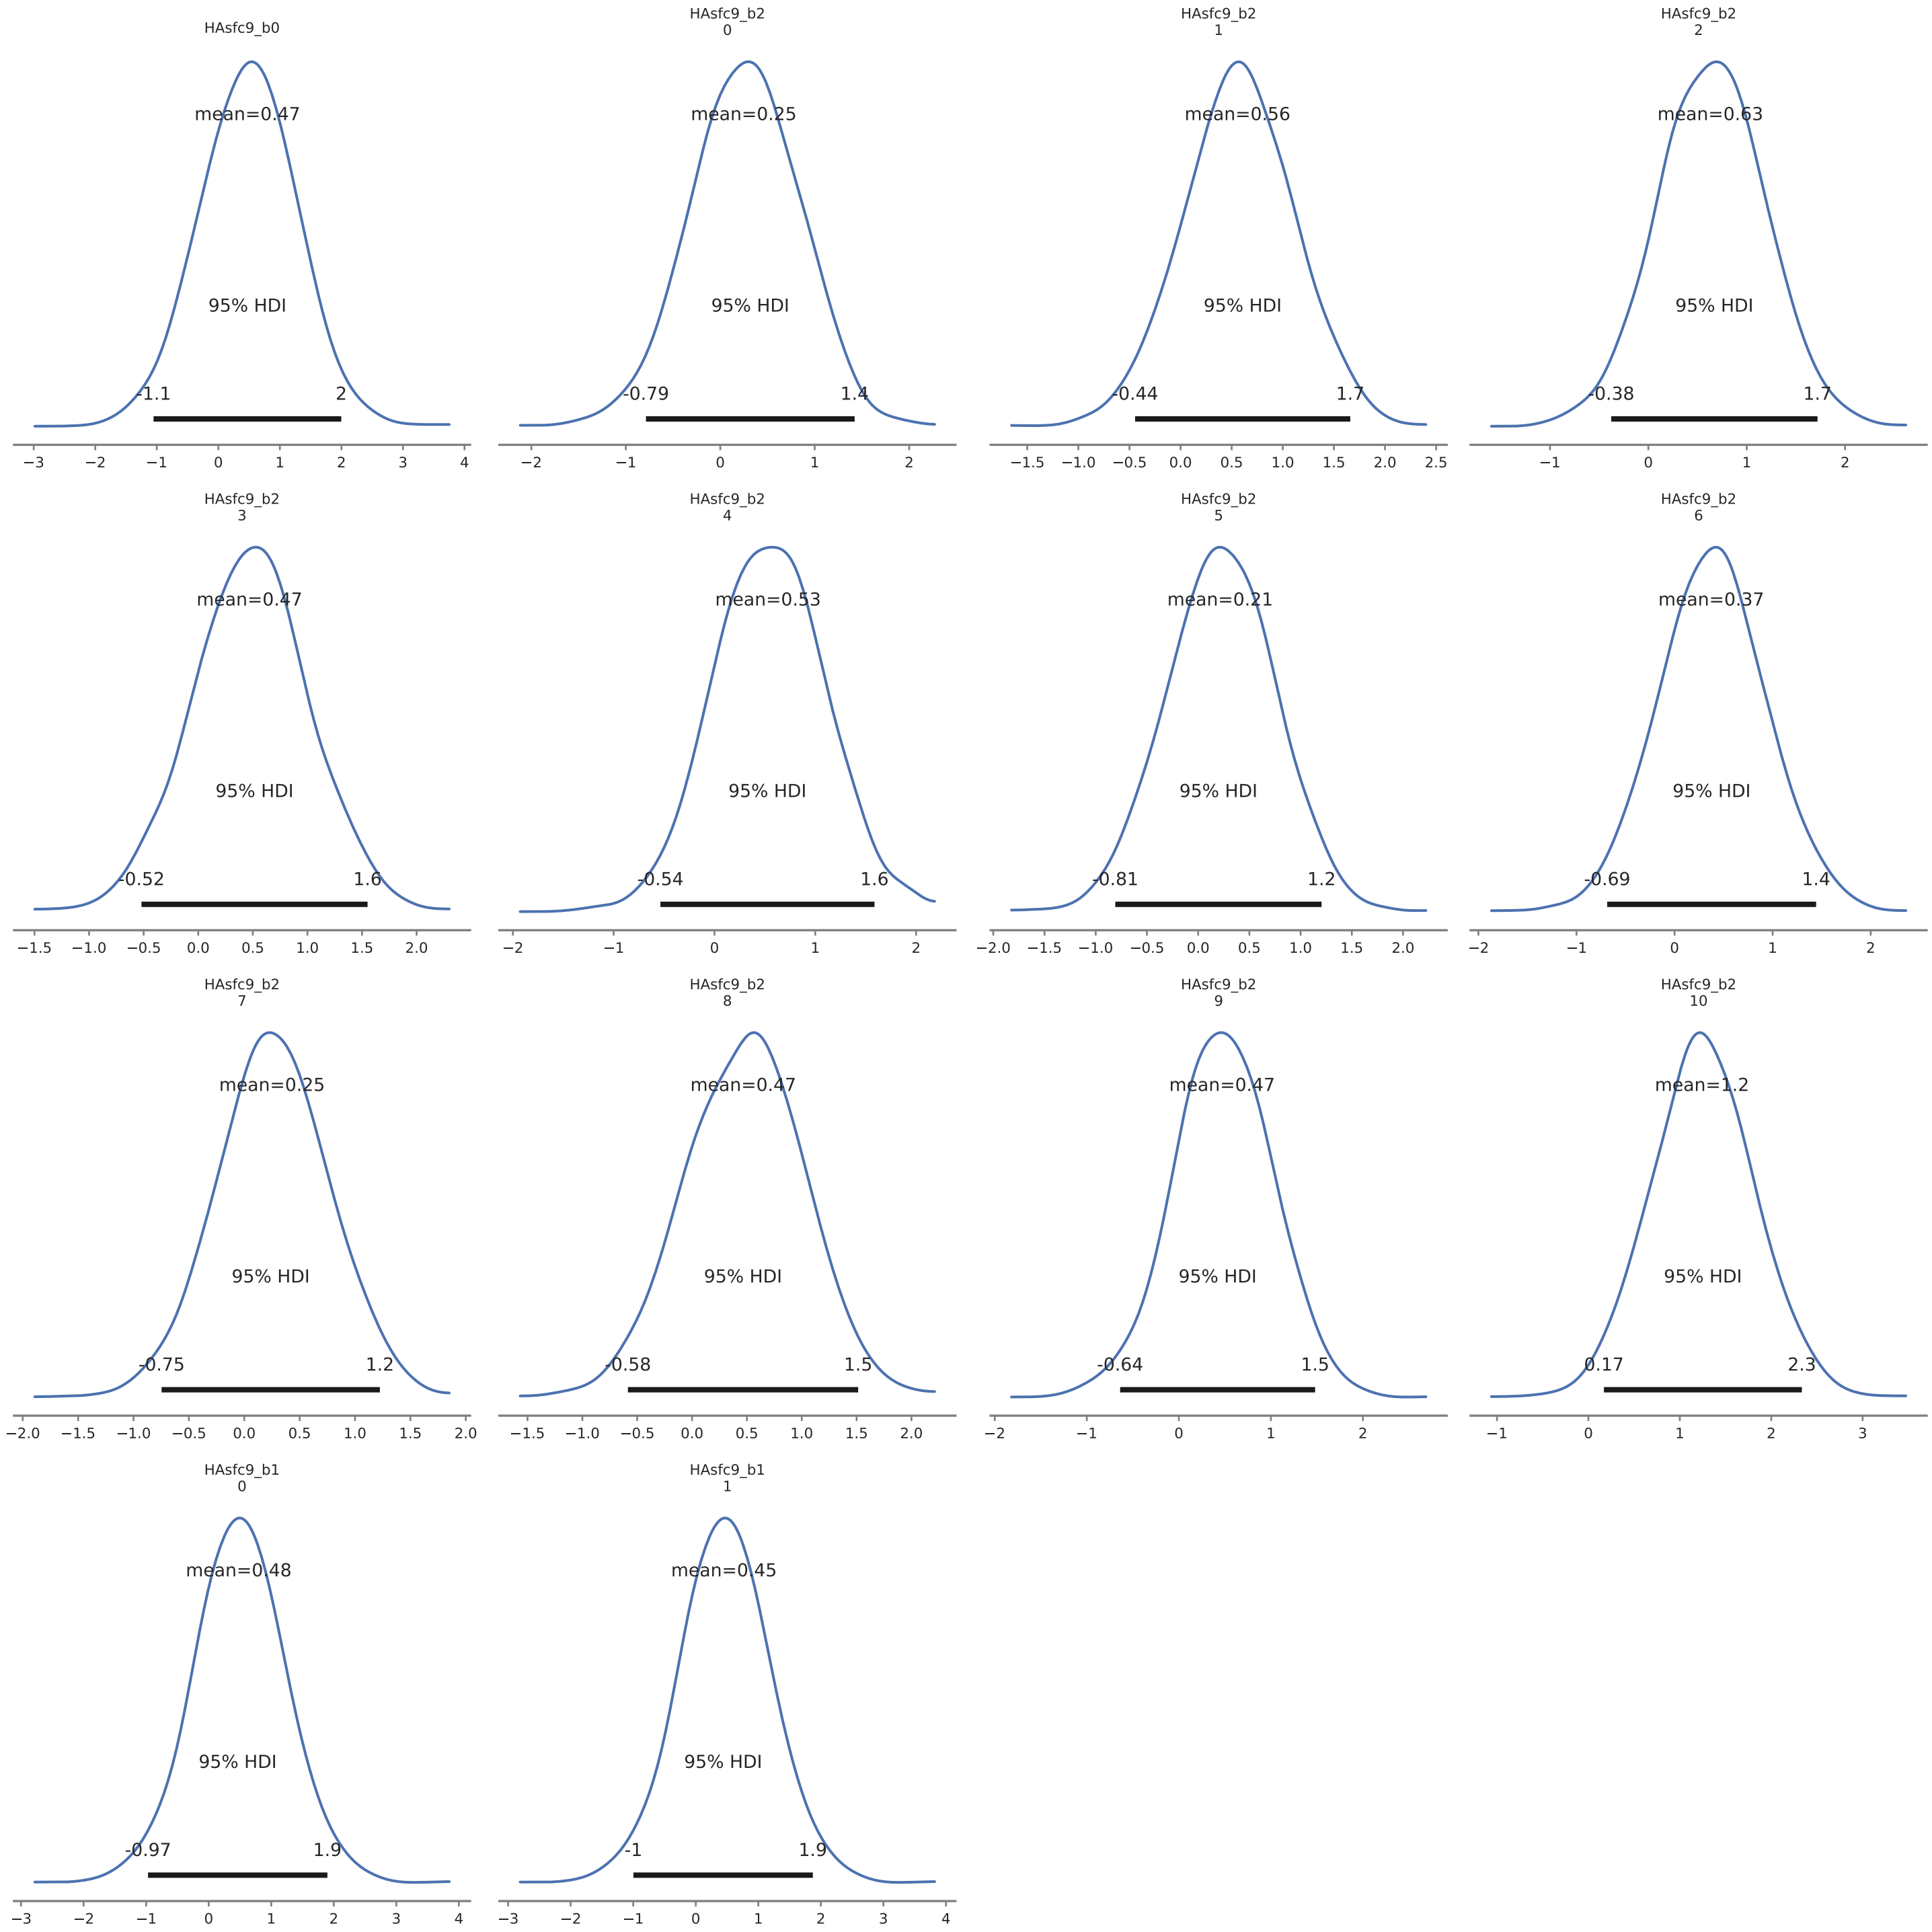 HAsfc9_b0
mean=0.47
95% HDI
-1.1 2
−3 −2 −1 0 1 2 3 4
HAsfc9_b2
0
mean=0.25
95% HDI
-0.79 1.4
−2 −1 0 1 2
HAsfc9_b2
1
mean=0.56
95% HDI
-0.44 1.7
−1.5 −1.0 −0.5 0.0 0.5 1.0 1.5 2.0 2.5
HAsfc9_b2
2
mean=0.63
95% HDI
-0.38 1.7
−1 0 1 2
HAsfc9_b2
3
mean=0.47
95% HDI
-0.52 1.6
−1.5 −1.0 −0.5 0.0 0.5 1.0 1.5 2.0
HAsfc9_b2
4
mean=0.53
95% HDI
-0.54 1.6
−2 −1 0 1 2
HAsfc9_b2
5
mean=0.21
95% HDI
-0.81 1.2
−2.0 −1.5 −1.0 −0.5 0.0 0.5 1.0 1.5 2.0
HAsfc9_b2
6
mean=0.37
95% HDI
-0.69 1.4
−2 −1 0 1 2
HAsfc9_b2
7
mean=0.25
95% HDI
-0.75 1.2
−2.0 −1.5 −1.0 −0.5 0.0 0.5 1.0 1.5 2.0
HAsfc9_b2
8
mean=0.47
95% HDI
-0.58 1.5
−1.5 −1.0 −0.5 0.0 0.5 1.0 1.5 2.0
HAsfc9_b2
9
mean=0.47
95% HDI
-0.64 1.5
−2 −1 0 1 2
HAsfc9_b2
10
mean=1.2
95% HDI
0.17 2.3
−1 0 1 2 3
HAsfc9_b1
0
mean=0.48
95% HDI
-0.97 1.9
−3 −2 −1 0 1 2 3 4
HAsfc9_b1
1
mean=0.45
95% HDI
-1 1.9
−3 −2 −1 0 1 2 3 4